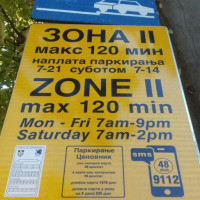 ЗОНА II
макс 120 мин
наплата паркирања
7-21 суботом 7-14
ZONE II
max 120 min
Mon - Fri 7am-9pm
Saturday 7am-2pm
Паркирање
Ценовник
sms
48
9112